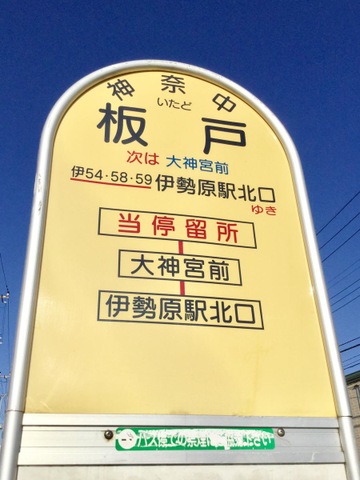 神奈中
いたど
板戸
次は 大神宮前
伊54・58・59 伊勢原駅北口
ゆき
当停留所
大神宮前
伊勢原駅北口